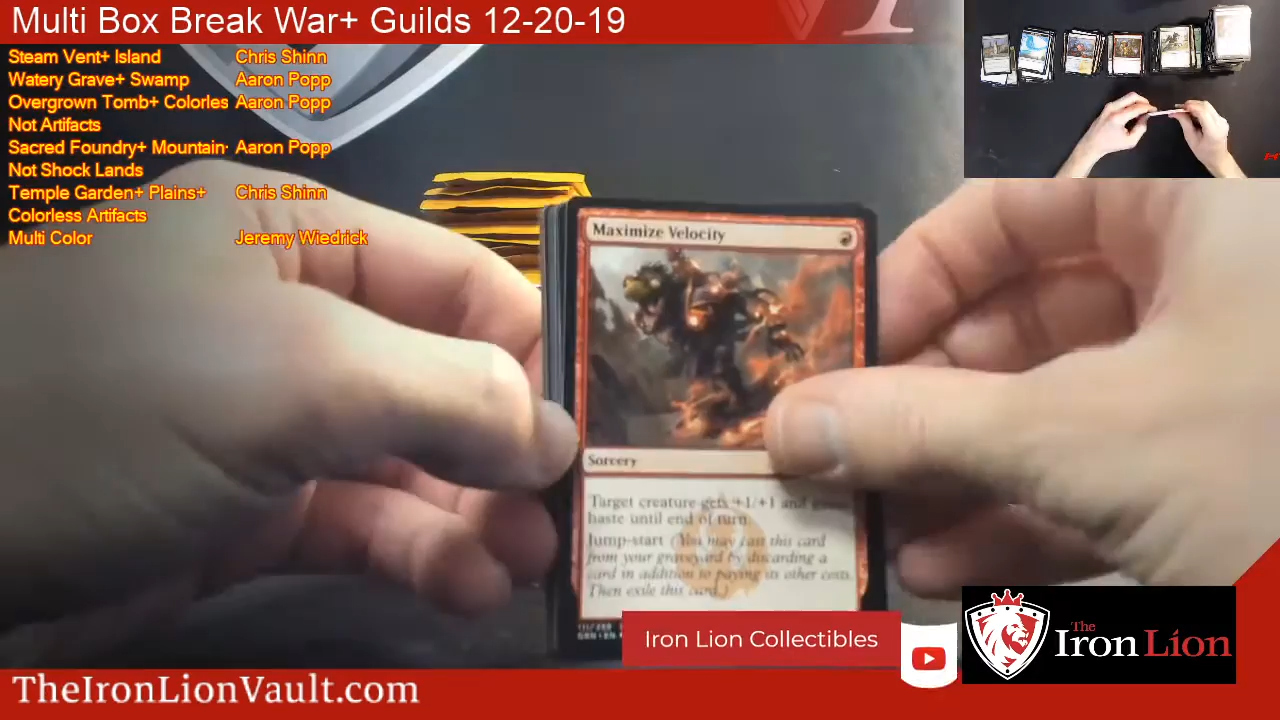 Multi Box Break War+ Guilds 12-20-19
Steam Vent+ Island Chris Shinn
Watery Grave+ Swamp Aaron Popp
Overgrown Tomb+ Colorles Aaron Popp
Not Artifacts
Sacred Foundry+ Mountain Aaron Popp
Not Shock Lands
Temple Garden+ Plains+ Chris Shinn
Colorless Artifacts
Multi Color Jeremy Wiedrick
Maximize Velocity
Sorcery
Target creature gets +1/+1 and
haste until end of turn.
Jump-start (You may cast this card
from your graveyard by discarding a
card in addition to paying its other costs.
Then exile this card.)
Iron Lion Collectibles
The
Iron Lion
TheIronLionVault.com